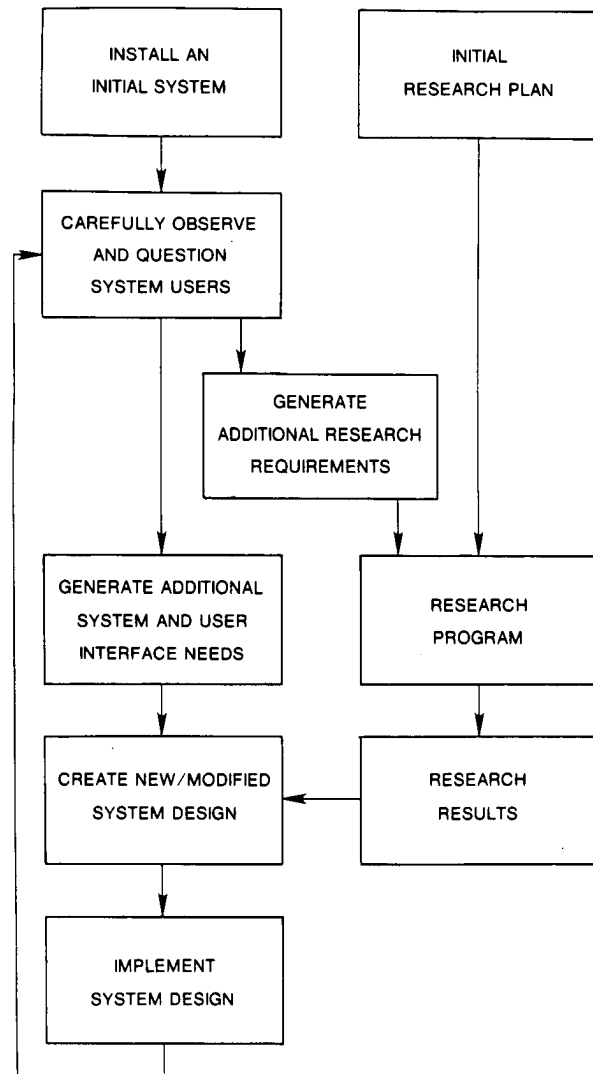 INSTALL AN
INITIAL SYSTEM
INITIAL
RESEARCH PLAN
CAREFULLY OBSERVE
AND QUESTION
SYSTEM USERS
GENERATE
ADDITIONAL RESEARCH
REQUIREMENTS
GENERATE ADDITIONAL
SYSTEM AND USER
INTERFACE NEEDS
RESEARCH
PROGRAM
CREATE NEW/MODIFIED
SYSTEM DESIGN
RESEARCH
RESULTS
IMPLEMENT
SYSTEM DESIGN